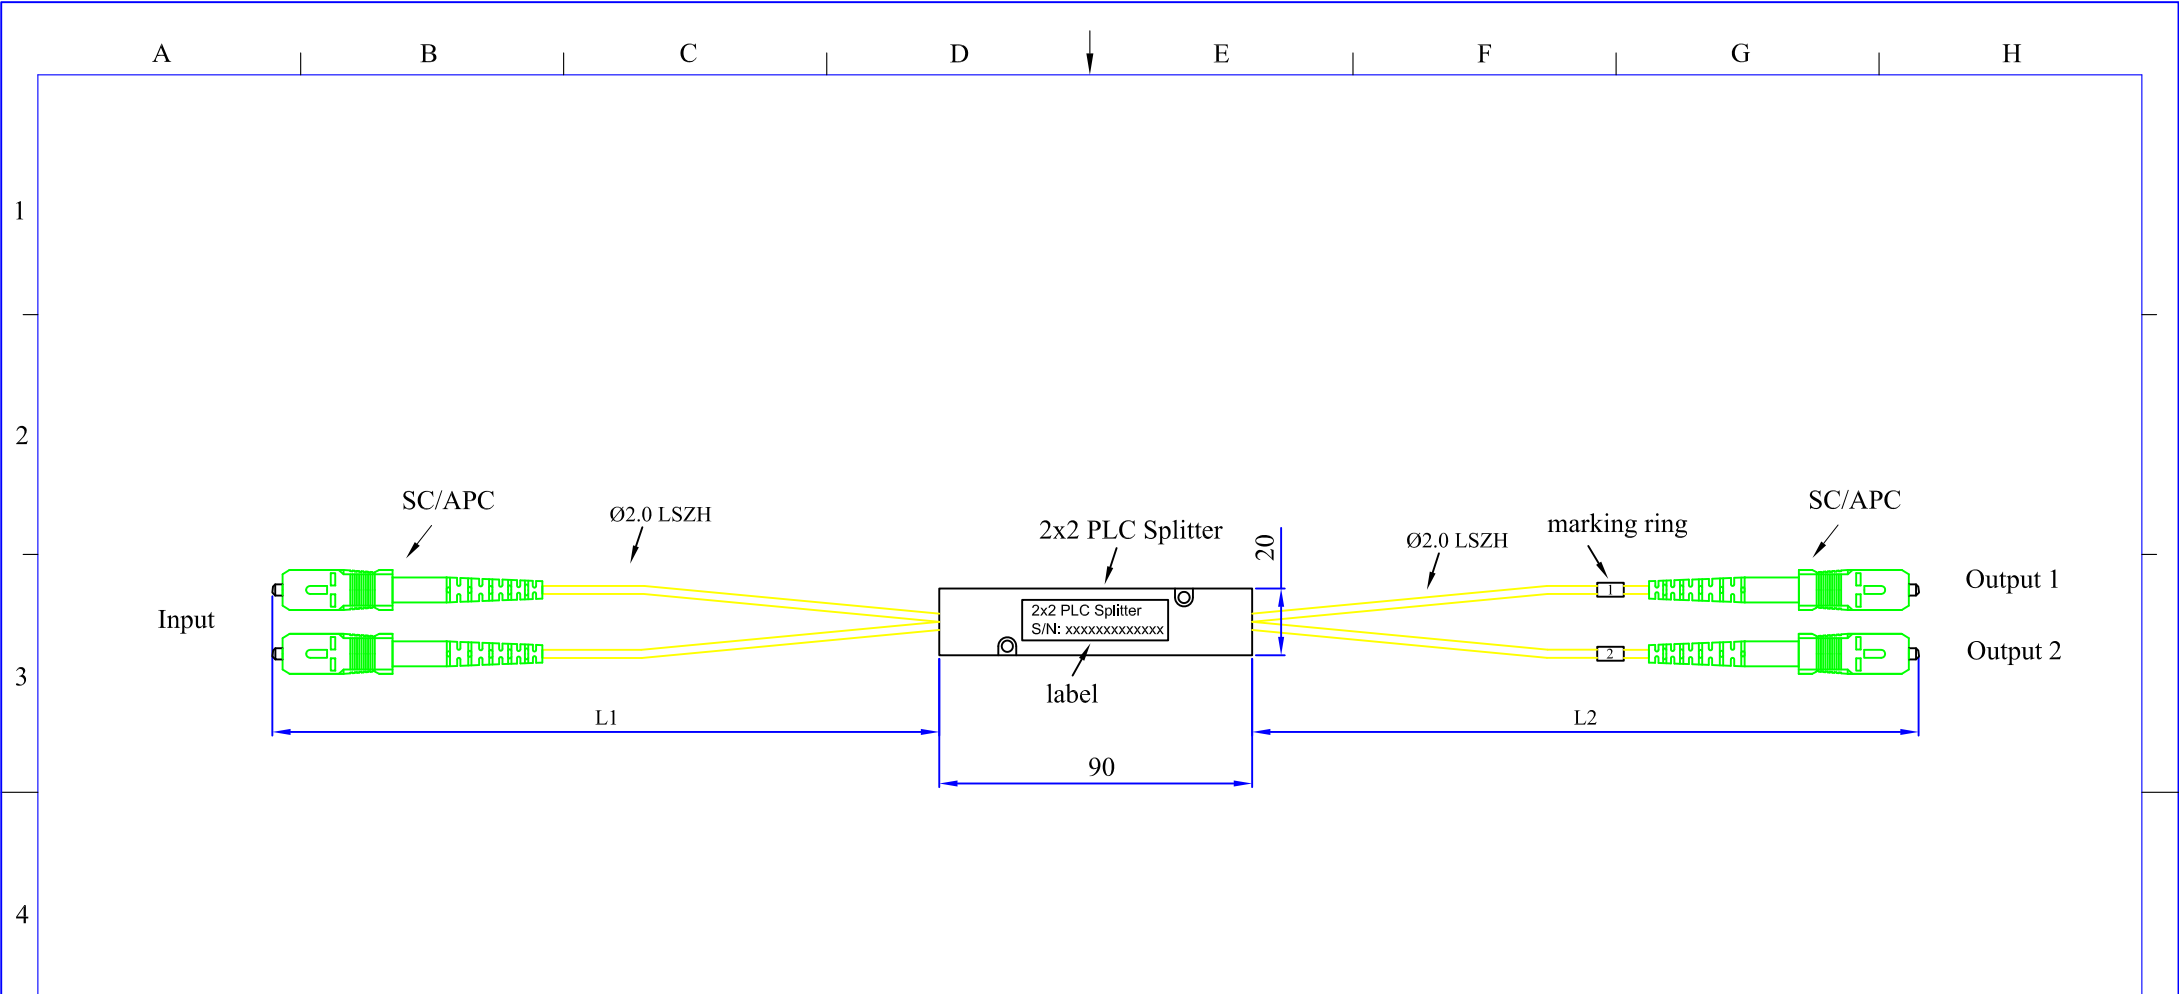 A B C D E F G H
1
2
SC/APC
Ø2.0 LSZH
2x2 PLC Splitter
20
Ø2.0 LSZH
marking ring
SC/APC
Input
2x2 PLC Splitter
S/N: xxxxxxxxxxxxx
1
Output 1
2
Output 2
3
label
L1
L2
90
4